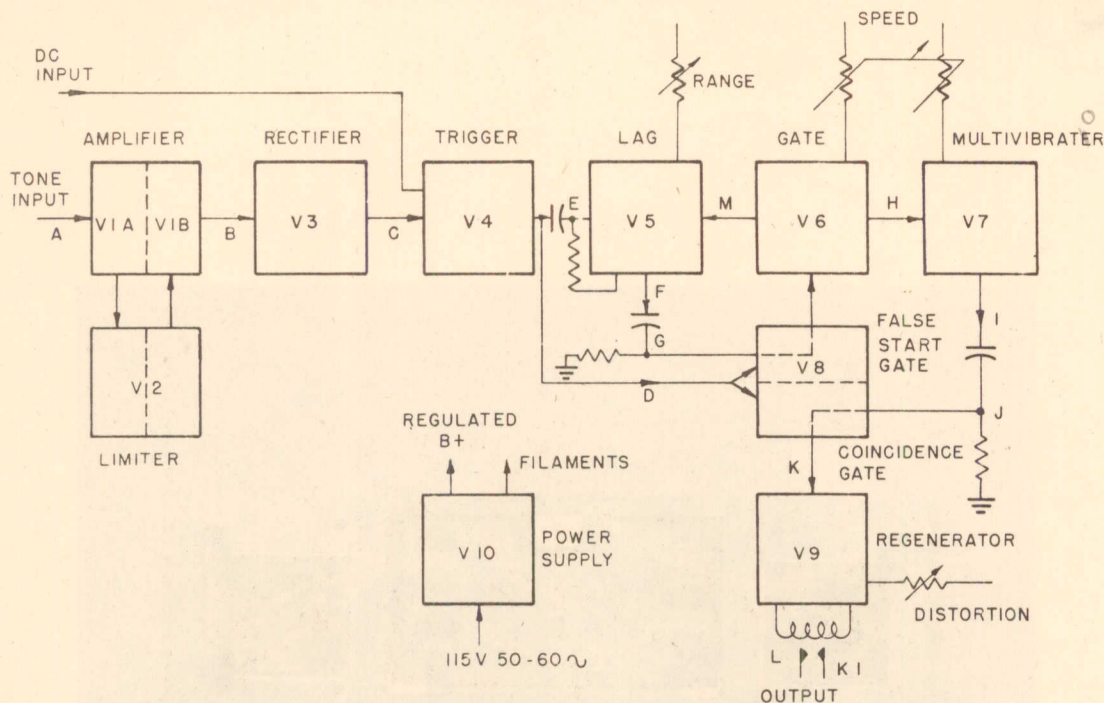 SPEED
DC
INPUT
RANGE
AMPLIFIER
RECTIFIER
TRIGGER
LAG
GATE
MULTIVIBRATER
TONE
INPUT
A
V1A
V1B
B
V3
C
V4
E
V5
M
V6
H
V7
F
G
I
V8
FALSE
START
GATE
V2
D
J
LIMITER
REGULATED
B+
FILAMENTS
COINCIDENCE
GATE
K
V10
POWER
SUPPLY
V9
REGENERATOR
DISTORTION
115V 50-60~
L
K1
OUTPUT